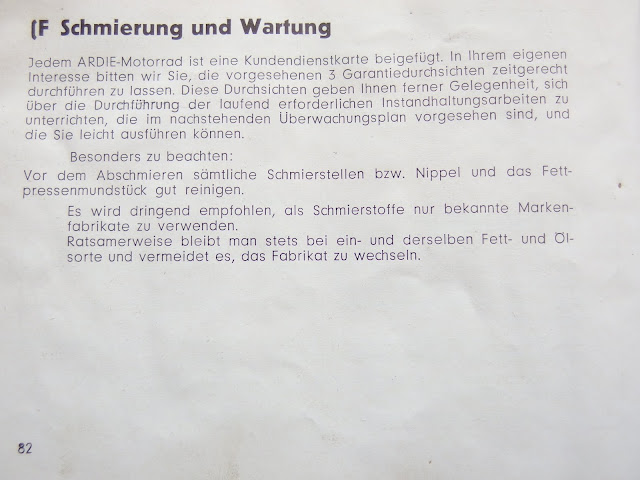 (F Schmierung und Wartung
Jedem ARDIE-Motorrad ist eine Kundendienstkarte beigefügt. In Ihrem eigenen
Interesse bitten wir Sie, die vorgesehenen 3 Garantiedurchsichten zeitgerecht
durchführen zu lassen. Diese Durchsichten geben Ihnen ferner Gelegenheit, sich
über die Durchführung der laufend erforderlichen Instandhaltungsarbeiten zu
unterrichten, die im nachstehenden Überwachungsplan vorgesehen sind, und
die Sie leicht ausführen können.
Besonders zu beachten:
Vor dem Abschmieren sämtliche Schmierstellen bzw. Nippel und das Fett-
pressenmundstück gut reinigen.
Es wird dringend empfohlen, als Schmierstoffe nur bekannte Marken-
fabrikate zu verwenden.
Ratsamerweise bleibt man stets bei ein- und derselben Fett- und Öl-
sorte und vermeidet es, das Fabrikat zu wechseln.
82